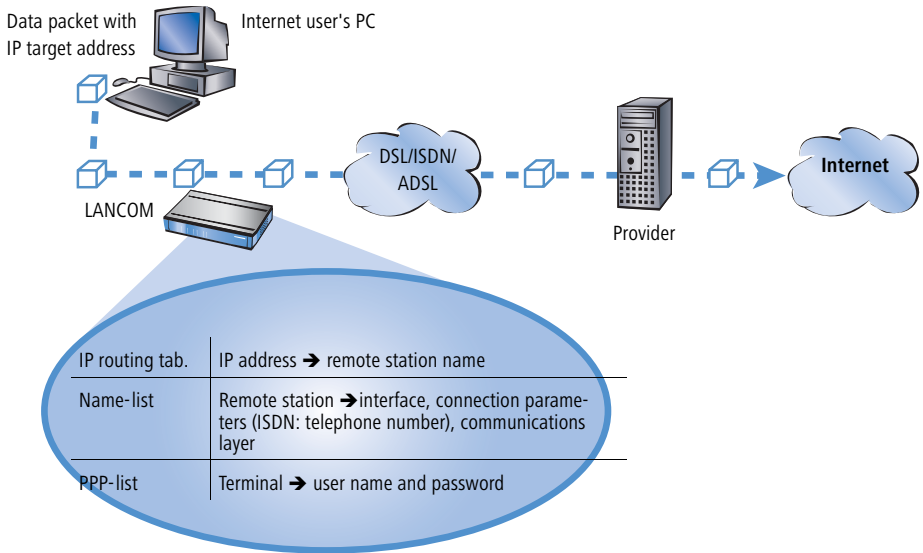 Data packet with
IP target address
Internet user's PC
DSL/ISDN/
ADSL
Internet
LANCOM
Provider
IP routing tab. IP address ➔ remote station name
Name-list Remote station ➔ interface, connection parame-
ters (ISDN: telephone number), communications
layer
PPP-list Terminal ➔ user name and password